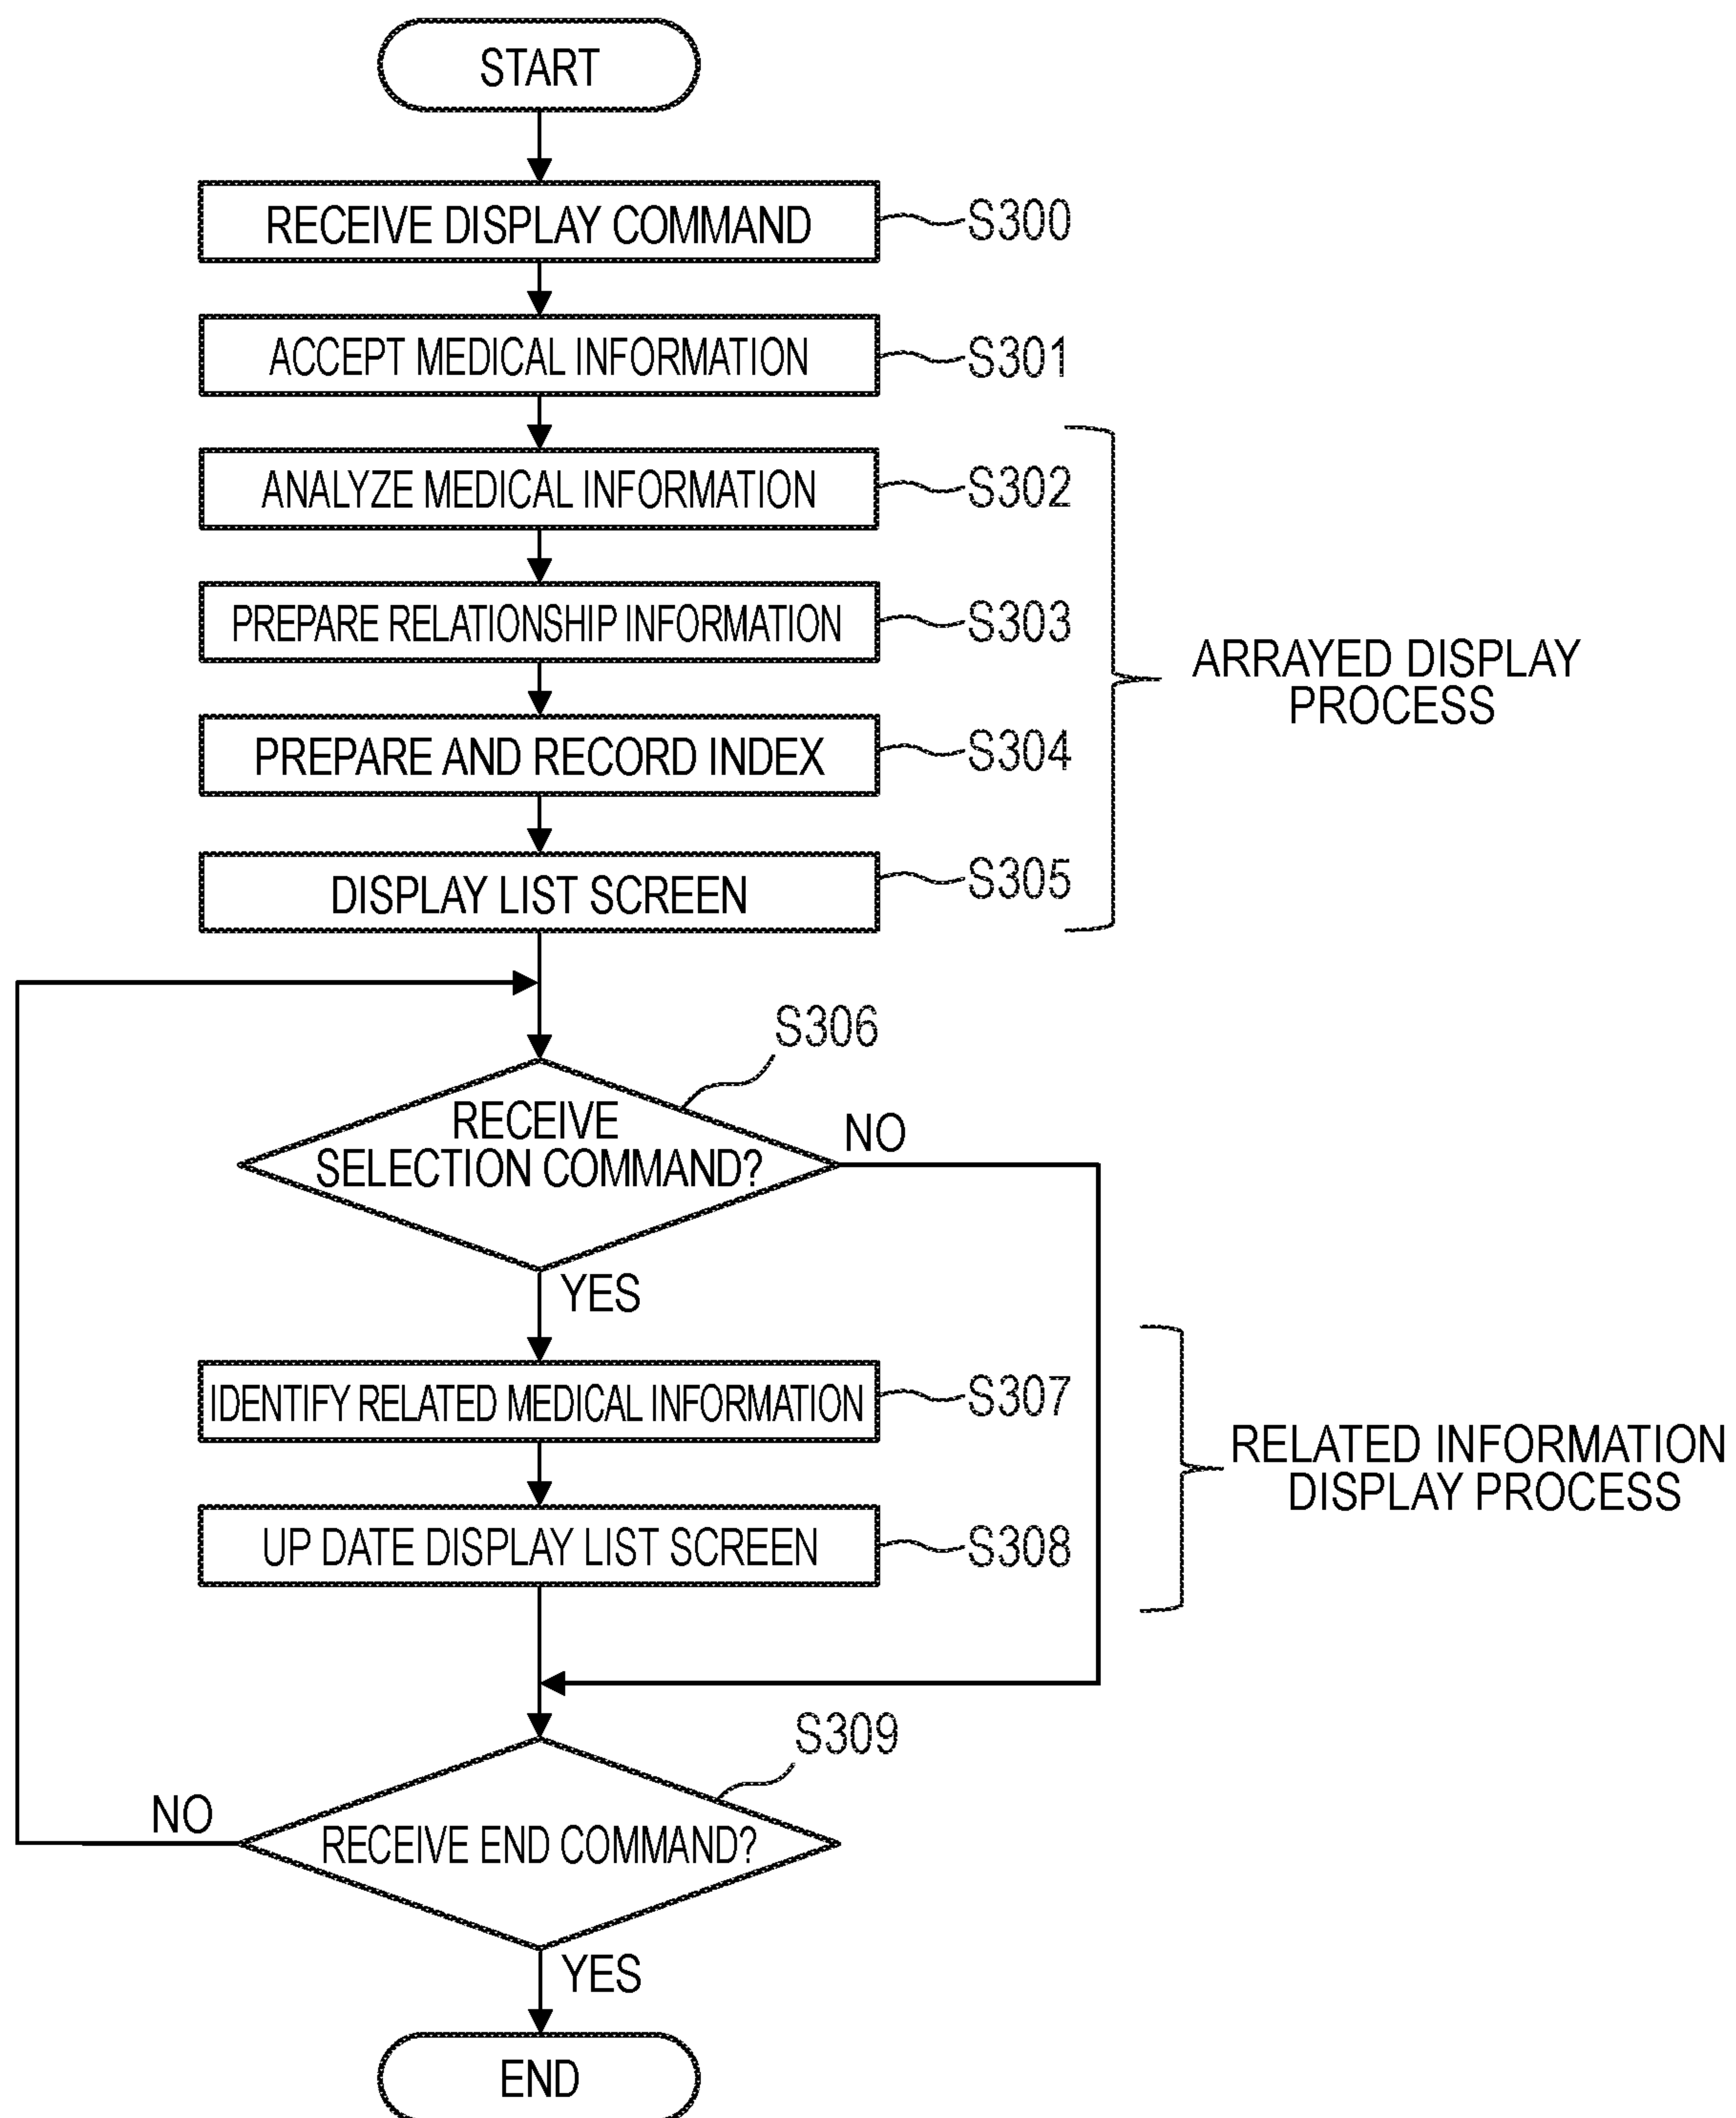 START
RECEIVE DISPLAY COMMAND
S300
ACCEPT MEDICAL INFORMATION
S301
ANALYZE MEDICAL INFORMATION
S302
PREPARE RELATIONSHIP INFORMATION
S303
ARRAYED DISPLAY
PROCESS
PREPARE AND RECORD INDEX
S304
DISPLAY LIST SCREEN
S305
S306
RECEIVE
SELECTION COMMAND?
NO
YES
IDENTIFY RELATED MEDICAL INFORMATION
S307
RELATED INFORMATION
DISPLAY PROCESS
UP DATE DISPLAY LIST SCREEN
S308
S309
NO
RECEIVE END COMMAND?
YES
END